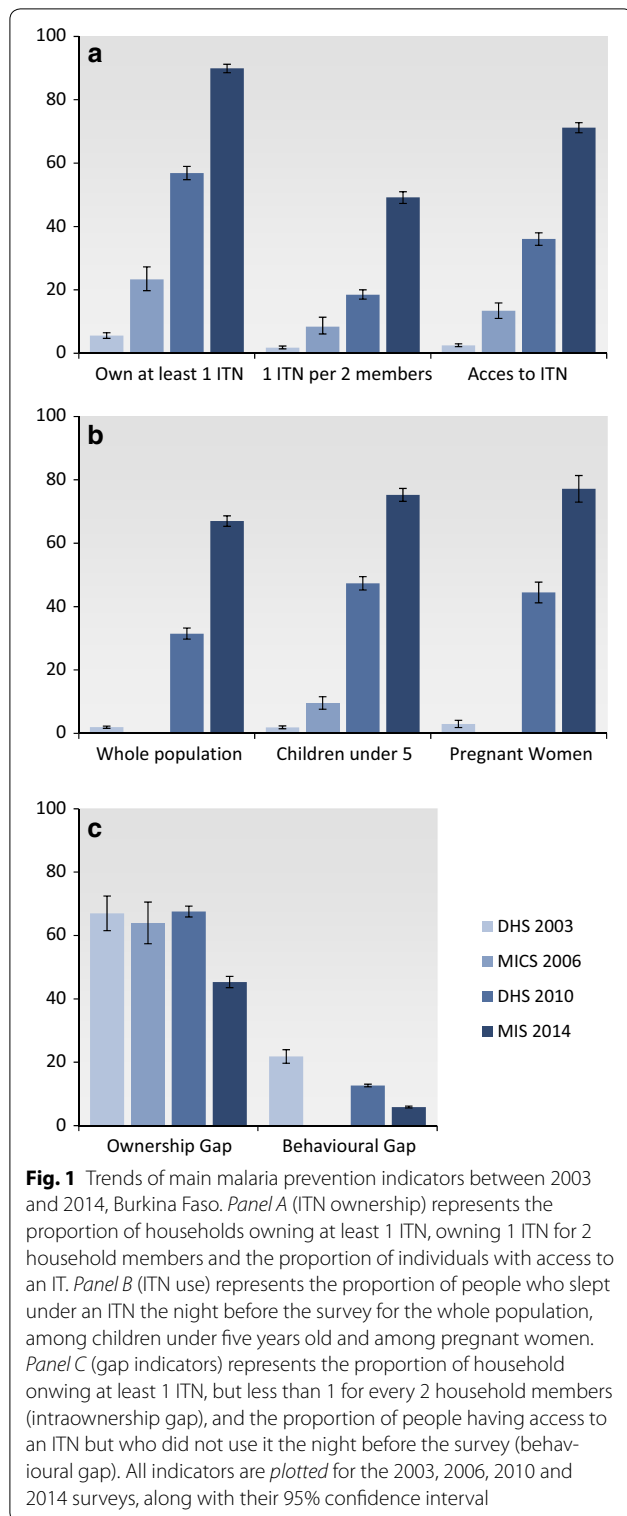 100
a
80
60
40
20
0
Own at least 1 ITN 1 ITN per 2 members Acces to ITN
100
b
80
60
40
20
0
Whole population Children under 5 Pregnant Women
100
c
80
60
40
20
0
Ownership Gap Behavioural Gap
DHS 2003
MICS 2006
DHS 2010
MIS 2014
Fig. 1 Trends of main malaria prevention indicators between 2003
and 2014, Burkina Faso. Panel A (ITN ownership) represents the
proportion of households owning at least 1 ITN, owning 1 ITN for 2
household members and the proportion of individuals with access to
an IT. Panel B (ITN use) represents the proportion of people who slept
under an ITN the night before the survey for the whole population,
among children under five years old and among pregnant women.
Panel C (gap indicators) represents the proportion of household
onwing at least 1 ITN, but less than 1 for every 2 household members
(intraownership gap), and the proportion of people having access to
an ITN but who did not use it the night before the survey (behav-
ioural gap). All indicators are plotted for the 2003, 2006, 2010 and
2014 surveys, along with their 95% confidence interval